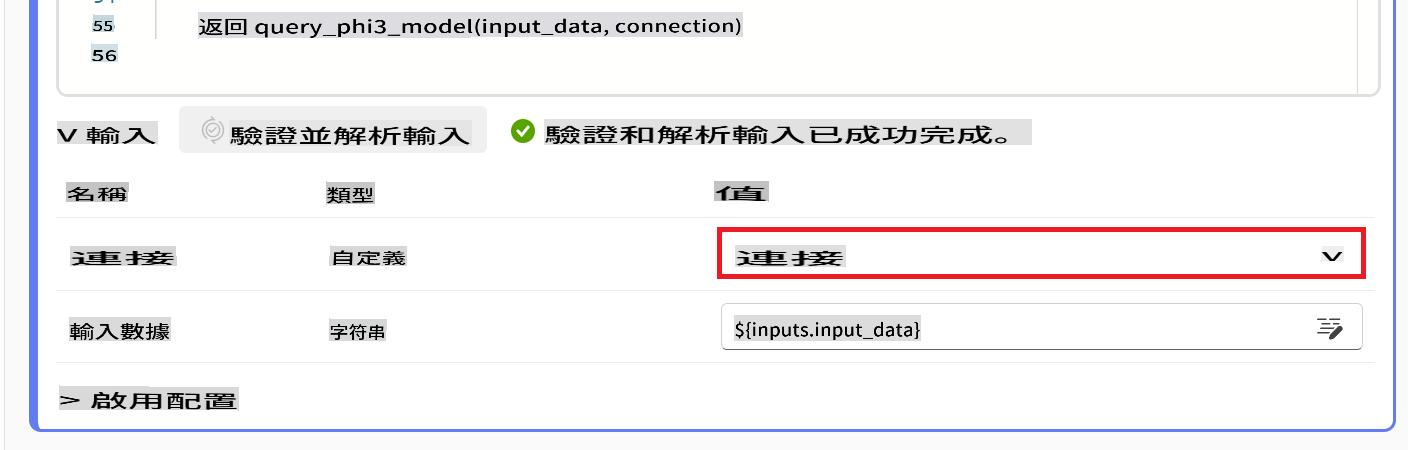 55 返回 query_phi3_model(input_data, connection)
56
V 輸入 驗證並解析輸入 驗證和解析輸入已成功完成。
名稱 類型 值
連接 自定義 連接 V
輸入數據 字符串 ${inputs.input_data}
> 啟用配置